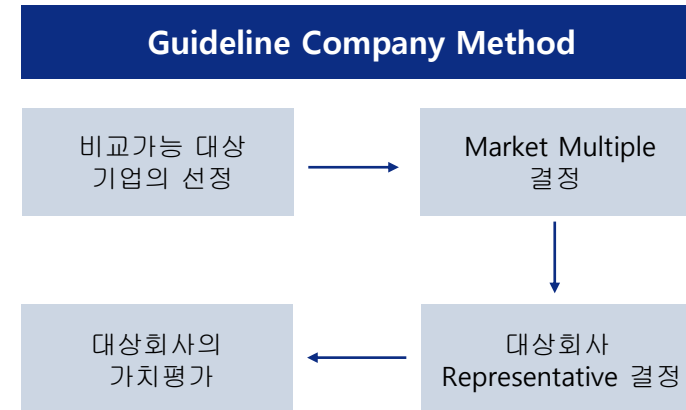 Guideline Company Method
비교가능 대상
기업의 선정
Market Multiple
결정
대상회사
Representative 결정
대상회사의
가치평가